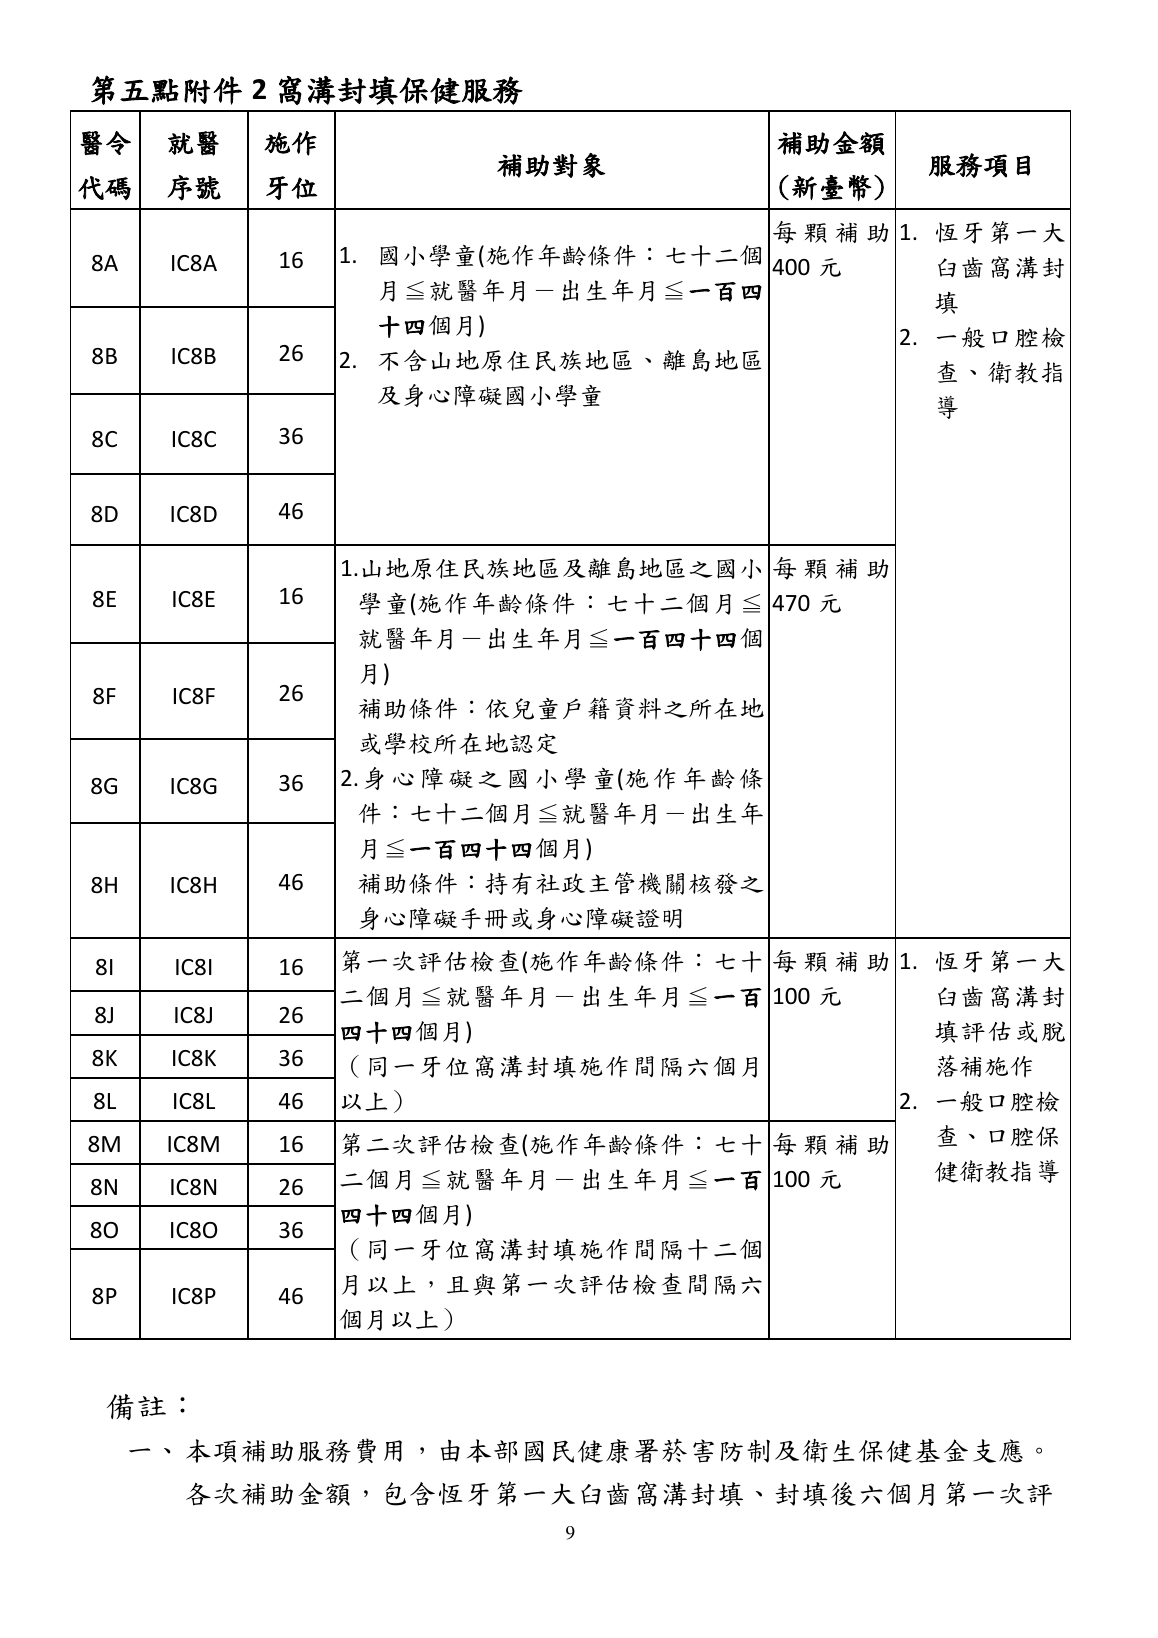 第五點附件 2 窩溝封填保健服務
醫令
代碼
就醫
序號
施作
牙位
補助對象
補助金額
（新臺幣）
服務項目
8A IC8A 16
8B IC8B 26
8C IC8C 36
8D IC8D 46
1. 國小學童(施作年齡條件：七十二個
月≦就醫年月－出生年月≦一百四
十四個月)
2. 不含山地原住民族地區、離島地區
及身心障礙國小學童
每顆補助
400 元
1. 恆牙第一大
臼齒窩溝封
填
2. 一般口腔檢
查、衛教指
導
8E IC8E 16
8F IC8F 26
8G IC8G 36
8H IC8H 46
1.山地原住民族地區及離島地區之國小
學童(施作年齡條件：七十二個月≦
就醫年月－出生年月≦一百四十四個
月)
補助條件：依兒童戶籍資料之所在地
或學校所在地認定
2.身心障礙之國小學童(施作年齡條
件：七十二個月≦就醫年月－出生年
月≦一百四十四個月)
補助條件：持有社政主管機關核發之
身心障礙手冊或身心障礙證明
每顆補助
470 元
8I IC8I 16
8J IC8J 26
8K IC8K 36
8L IC8L 46
第一次評估檢查(施作年齡條件：七十
二個月≦就醫年月－出生年月≦一百
四十四個月)
（同一牙位窩溝封填施作間隔六個月
以上）
每顆補助
100 元
1. 恆牙第一大
臼齒窩溝封
填評估或脫
落補施作
2. 一般口腔檢
查、口腔保
健衛教指導
8M IC8M 16
8N IC8N 26
8O IC8O 36
8P IC8P 46
第二次評估檢查(施作年齡條件：七十
二個月≦就醫年月－出生年月≦一百
四十四個月)
（同一牙位窩溝封填施作間隔十二個
月以上，且與第一次評估檢查間隔六
個月以上）
每顆補助
100 元
備註：
一、本項補助服務費用，由本部國民健康署菸害防制及衛生保健基金支應。
各次補助金額，包含恆牙第一大臼齒窩溝封填、封填後六個月第一次評
9